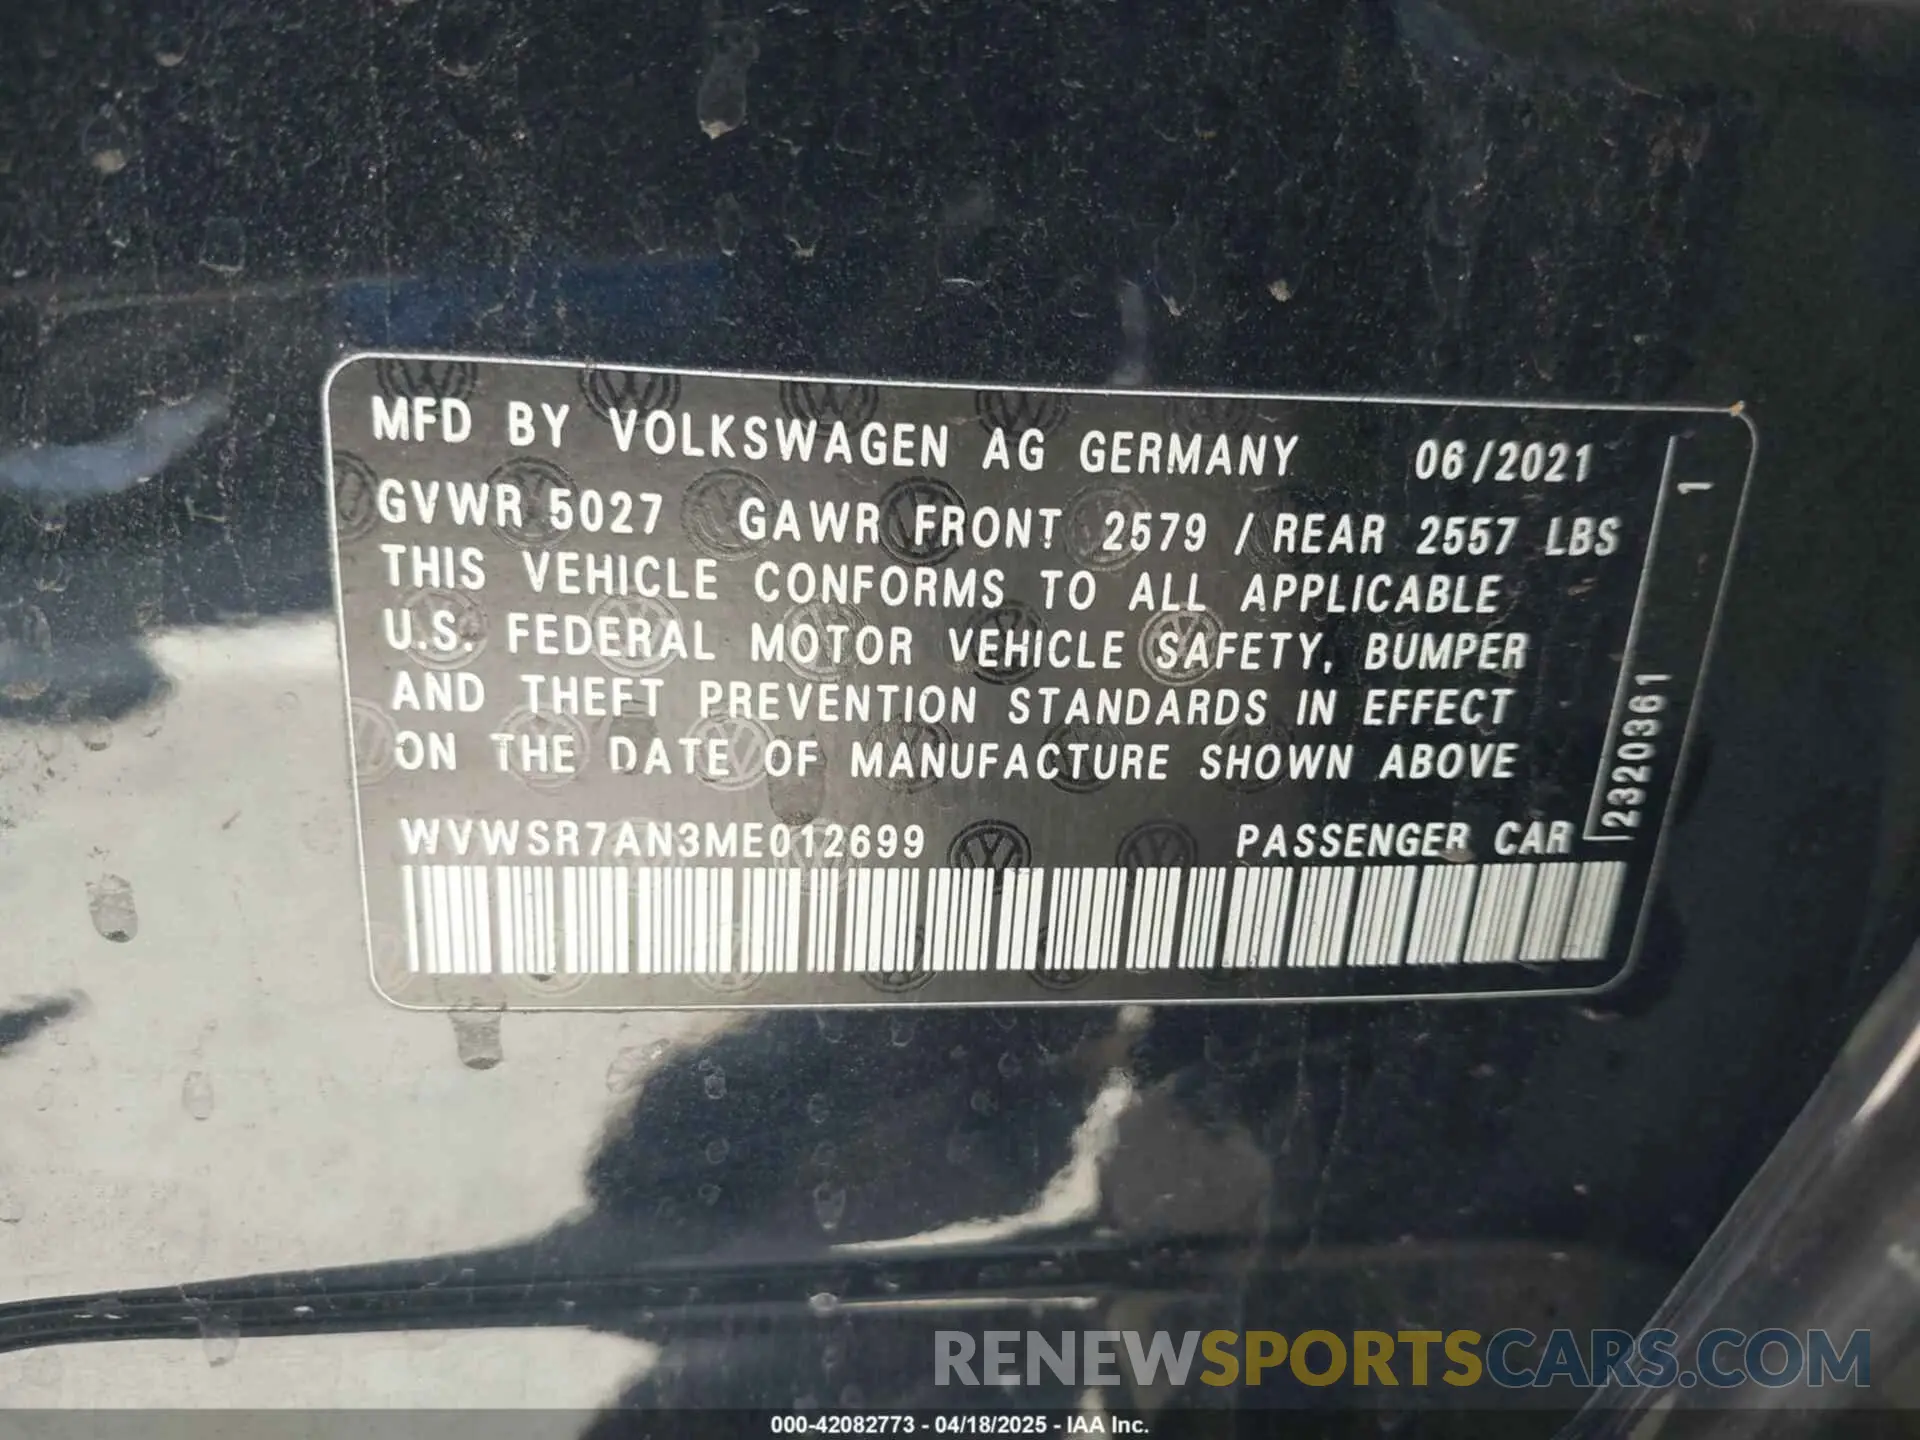 MFD BY VOLKSWAGEN AG GERMANY 06/2021
GVWR 5027 GAWR FRONT 2579 / REAR 2557 LBS
THIS VEHICLE CONFORMS TO ALL APPLICABLE
U.S. FEDERAL MOTOR VEHICLE SAFETY, BUMPER
AND THEFT PREVENTION STANDARDS IN EFFECT
ON THE DATE OF MANUFACTURE SHOWN ABOVE
WVWSR7AN3ME012699 PASSENGER CAR
2320361 1
RENEWSPORTSCARS.COM
000-42082773 - 04/18/2025 - IAA Inc.